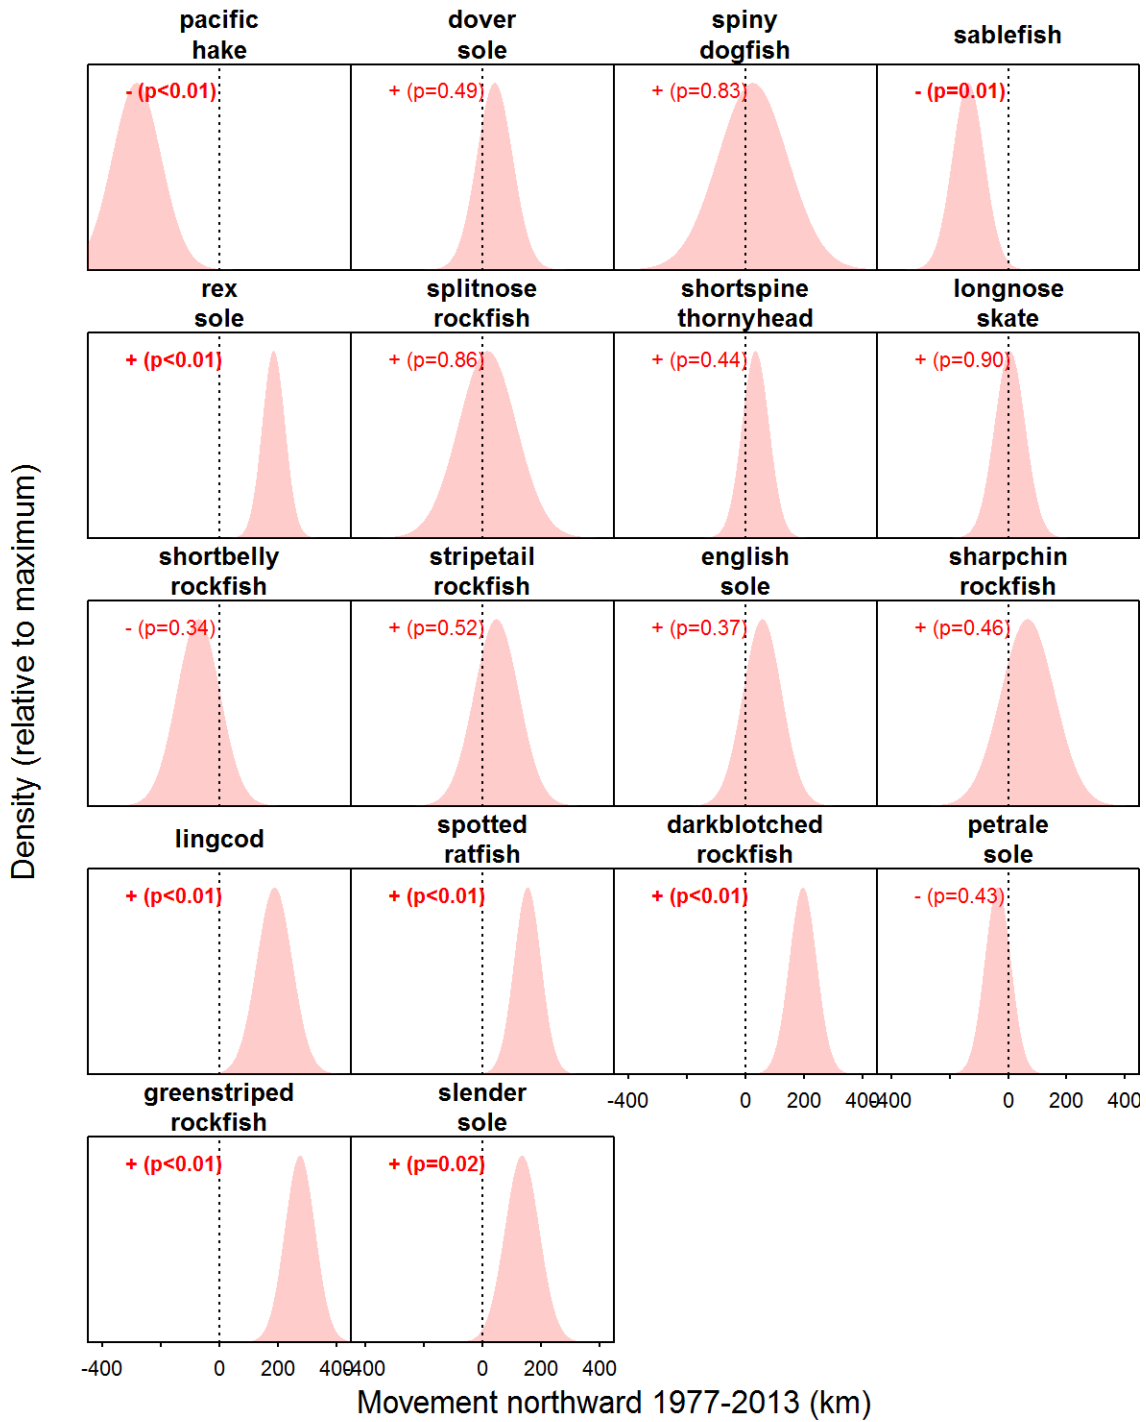 pacific
hake
dover
sole
spiny
dogfish
sablefish
- (p<0.01)
+ (p=0.49)
+ (p=0.83)
- (p=0.01)
rex
sole
splitnose
rockfish
shortspine
thornyhead
longnose
skate
+ (p<0.01)
+ (p=0.86)
+ (p=0.44)
+ (p=0.90)
shortbelly
rockfish
stripetail
rockfish
english
sole
sharpchin
rockfish
- (p=0.34)
+ (p=0.52)
+ (p=0.37)
+ (p=0.46)
lingcod
spotted
ratfish
darkblotched
rockfish
petrale
sole
+ (p<0.01)
+ (p<0.01)
+ (p<0.01)
- (p=0.43)
-400 0 200 400
-400 0 200 400
greenstriped
rockfish
slender
sole
+ (p<0.01)
+ (p=0.02)
-400 0 200 400
-400 0 200 400
Density (relative to maximum)
Movement northward 1977-2013 (km)